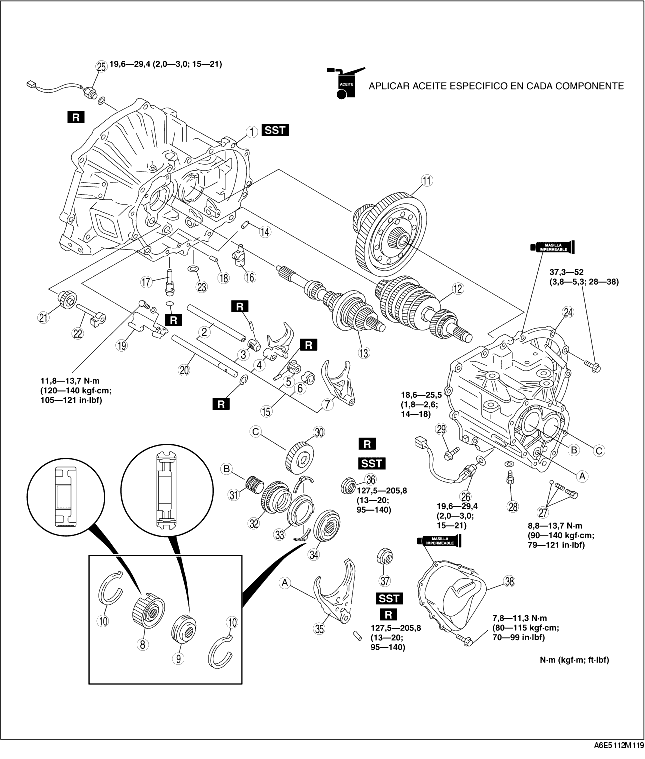 25 19,6—29,4 (2,0—3,0; 15—21)
ACEITE
APLICAR ACEITE ESPECIFICO EN CADA COMPONENTE
R
1 SST
11
14
MASILLA
IMPERMEABLE
37,3—52
(3,8—5,3; 28—38)
17
23
18
16
12
24
21
22
R
2
R
19
3
4
R
13
20
5
6
11,8—13,7 N·m
(120—140 kgf·cm;
105—121 in·lbf)
R
15
7
18,6—25,5
(1,8—2,6;
14—18)
29
C
30
R
B
C
B
SST
A
31
36
32
127,5—205,8
(13—20;
95—140)
33
34
26
28
27
19,6—29,4
(2,0—3,0;
15—21)
8,8—13,7 N·m
(90—140 kgf·cm;
79—121 in·lbf)
MASILLA
IMPERMEABLE
37
38
A
10
10
8
9
35
SST
R
127,5—205,8
(13—20;
95—140)
7,8—11,3 N·m
(80—115 kgf·cm;
70—99 in·lbf)
N·m (kgf·m; ft·lbf)
A6E5112M119